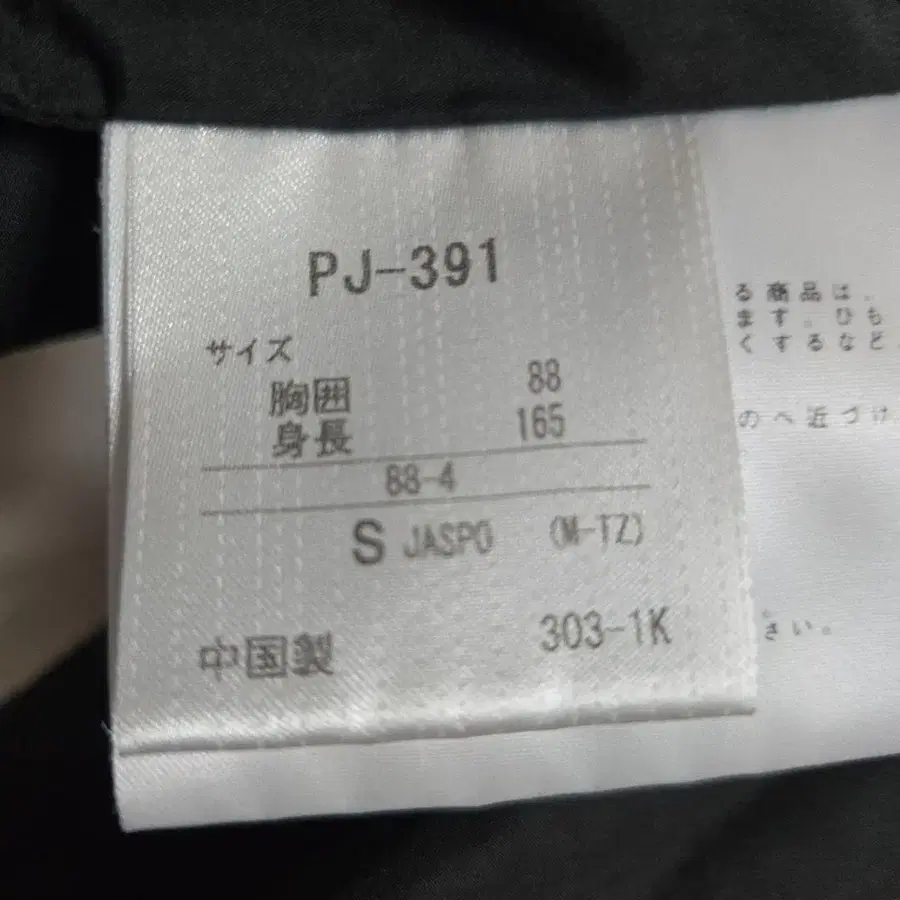 PJ-391
サイズ
胸囲 88
身長 165
88-4
S JASPO (M-TZ)
中国製 303-1K
る商品は、
ます。ひも
くするなど
のへ近づけ
さい。